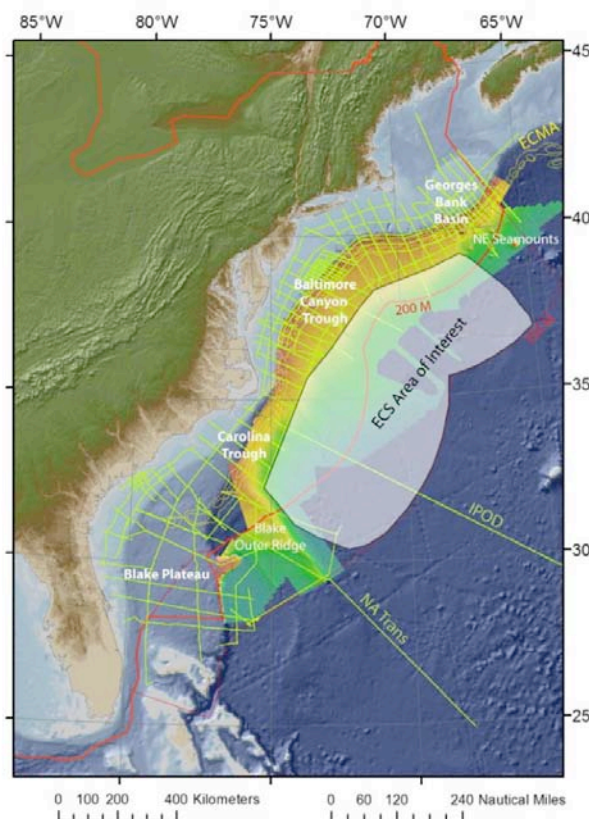 85°W 80°W 75°W 70°W 65°W
45
ECMA
Georges
Bank
Basin
40
NE Seamounts
Baltimore
Canyon
Trough
200 M
ECS Area of Interest
35
Carolina
Trough
IPOD
Blake
Outer Ridge
30
Blake Plateau
NA Trans
25
0 100 200 400 Kilometers
0 60 120 240 Nautical Miles